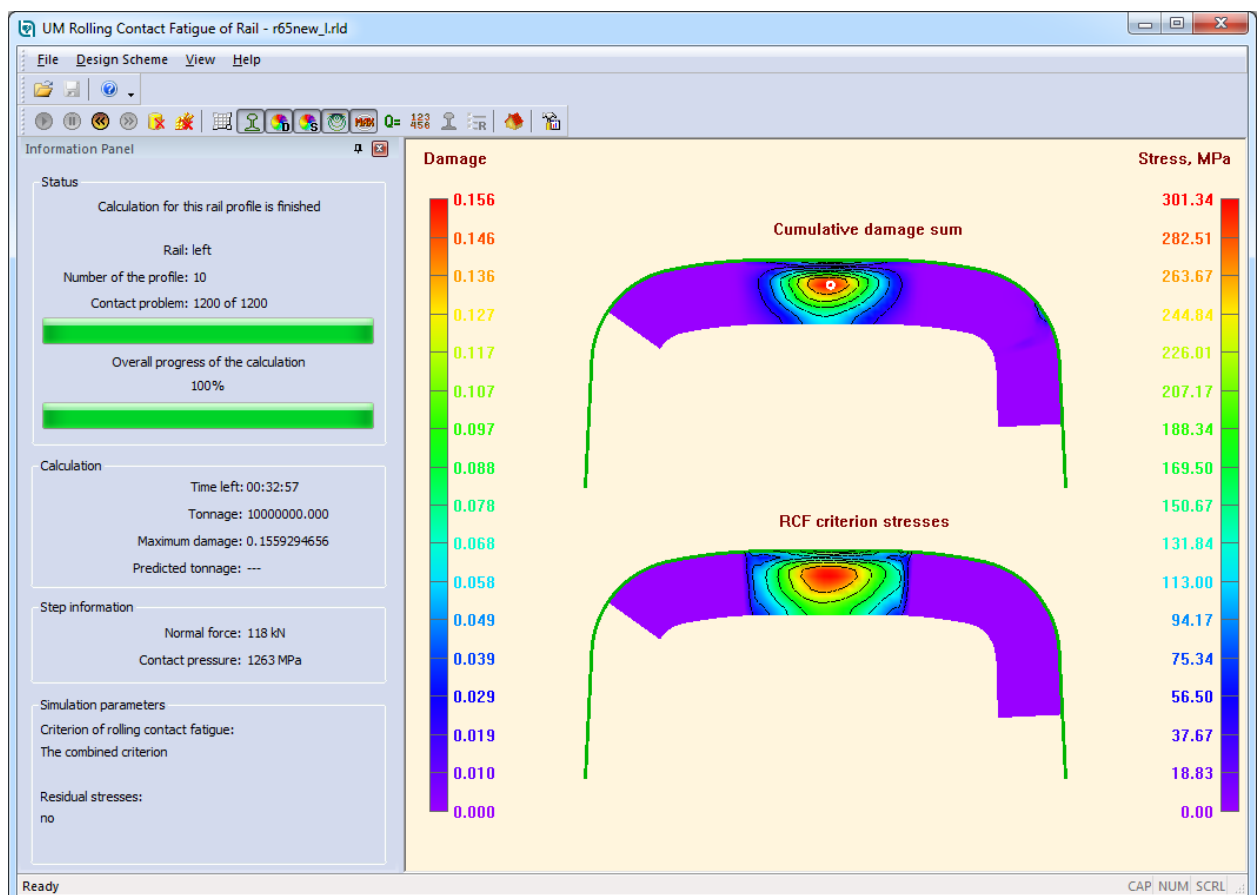 UM Rolling Contact Fatigue of Rail - r65new_l.rld
File Design Scheme View Help
Q= 123
456 R
Information Panel
Status
Calculation for this rail profile is finished
Rail: left
Number of the profile: 10
Contact problem: 1200 of 1200
Overall progress of the calculation
100%
Calculation
Time left: 00:32:57
Tonnage: 10000000.000
Maximum damage: 0.1559294656
Predicted tonnage: ---
Step information
Normal force: 118 kN
Contact pressure: 1263 MPa
Simulation parameters
Criterion of rolling contact fatigue:
The combined criterion
Residual stresses:
no
Damage
0.156
0.146
0.136
0.127
0.117
0.107
0.097
0.088
0.078
0.068
0.058
0.049
0.039
0.029
0.019
0.010
0.000
Cumulative damage sum
RCF criterion stresses
Stress, MPa
301.34
282.51
263.67
244.84
226.01
207.17
188.34
169.50
150.67
131.84
113.00
94.17
75.34
56.50
37.67
18.83
0.00
Ready
CAP NUM SCRL